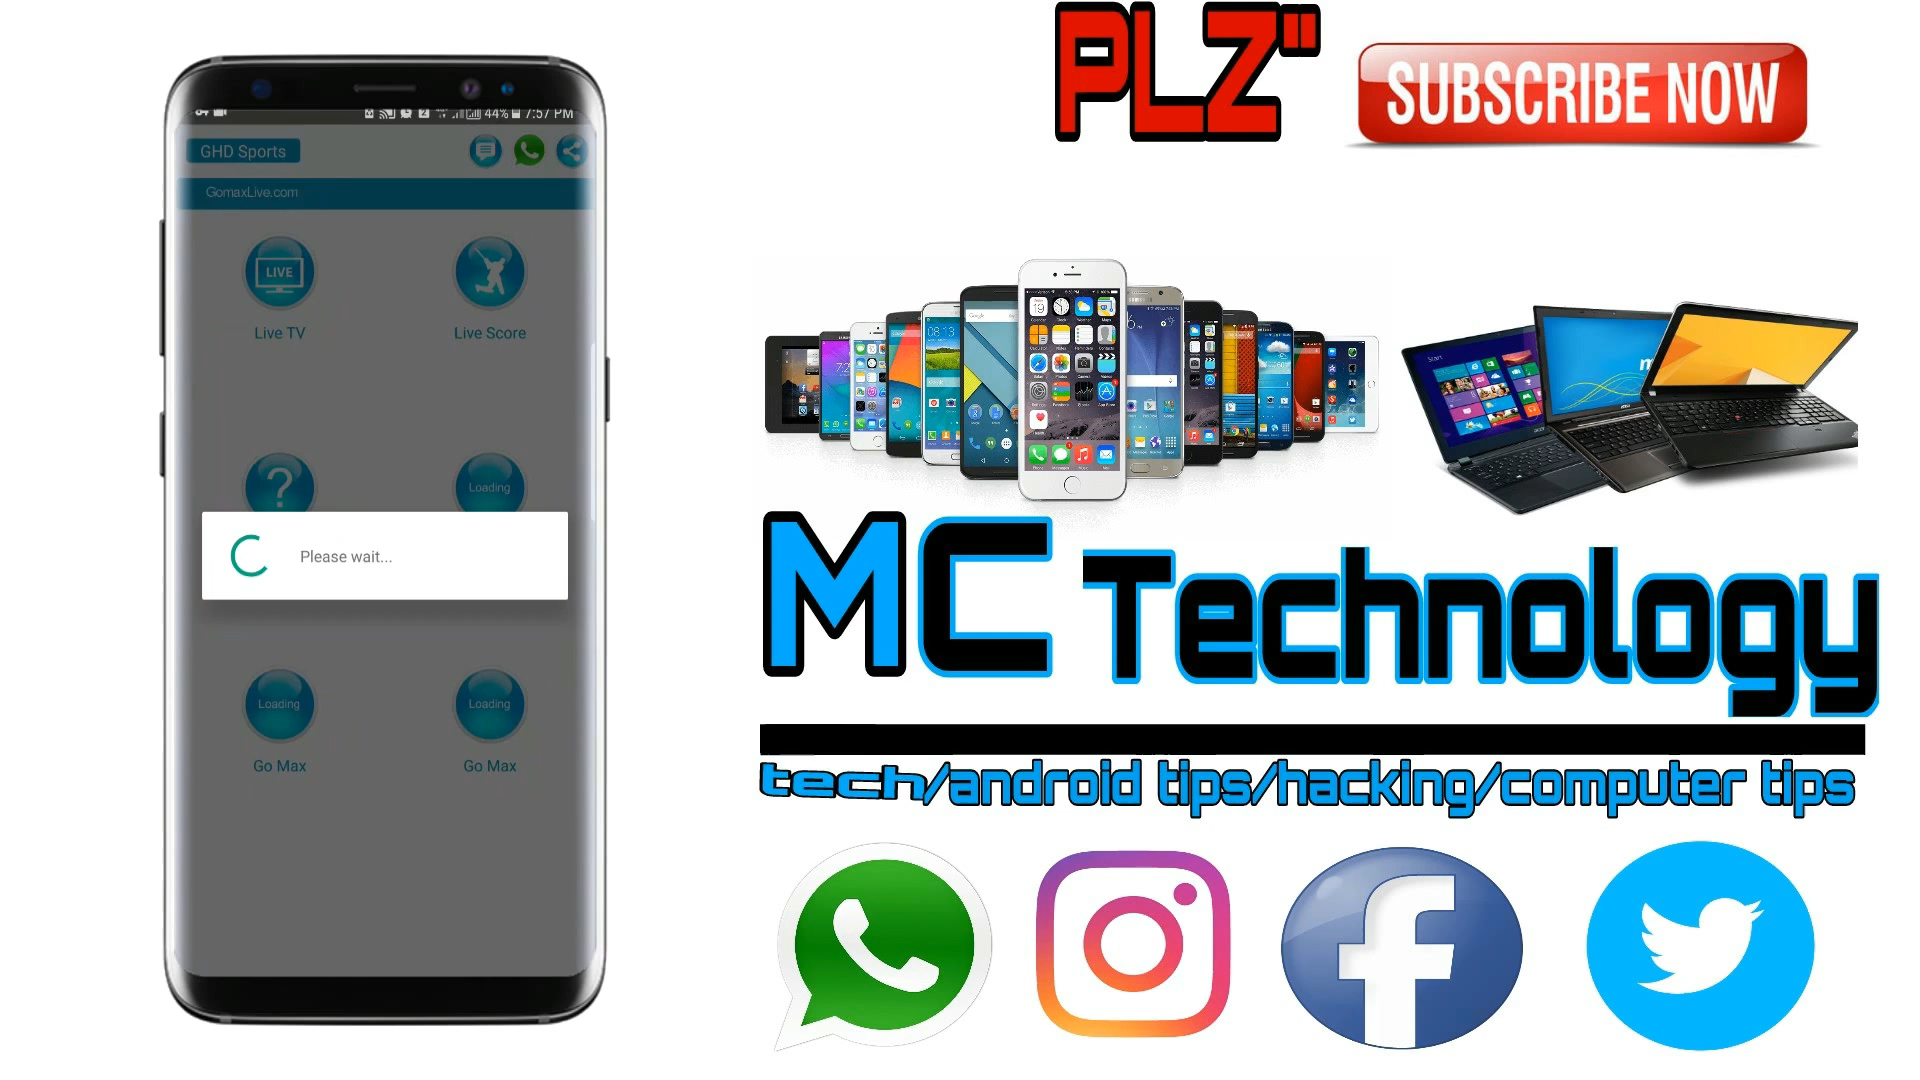 PLZ"
SUBSCRIBE NOW
44% 7:57 PM
GHD Sports
GomaxLive.com
LIVE
Live TV
Live Score
?
Loading
Please wait...
Loading
Loading
Go Max
Go Max
MC Technology
tech/android tips/hacking/computer tips